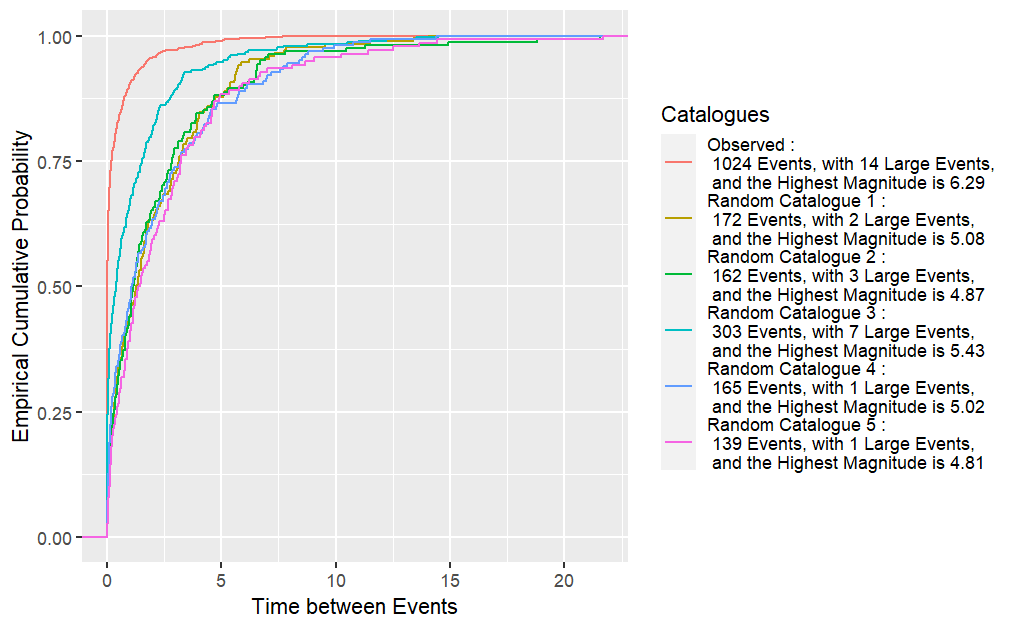 1.00
0.75
0.50
0.25
0.00
Empirical Cumulative Probability
0
5
10
15
20
Time between Events
Catalogues
Observed :
1024 Events, with 14 Large Events,
and the Highest Magnitude is 6.29
Random Catalogue 1 :
172 Events, with 2 Large Events,
and the Highest Magnitude is 5.08
Random Catalogue 2 :
162 Events, with 3 Large Events,
and the Highest Magnitude is 4.87
Random Catalogue 3 :
303 Events, with 7 Large Events,
and the Highest Magnitude is 5.43
Random Catalogue 4 :
165 Events, with 1 Large Events,
and the Highest Magnitude is 5.02
Random Catalogue 5 :
139 Events, with 1 Large Events,
and the Highest Magnitude is 4.81